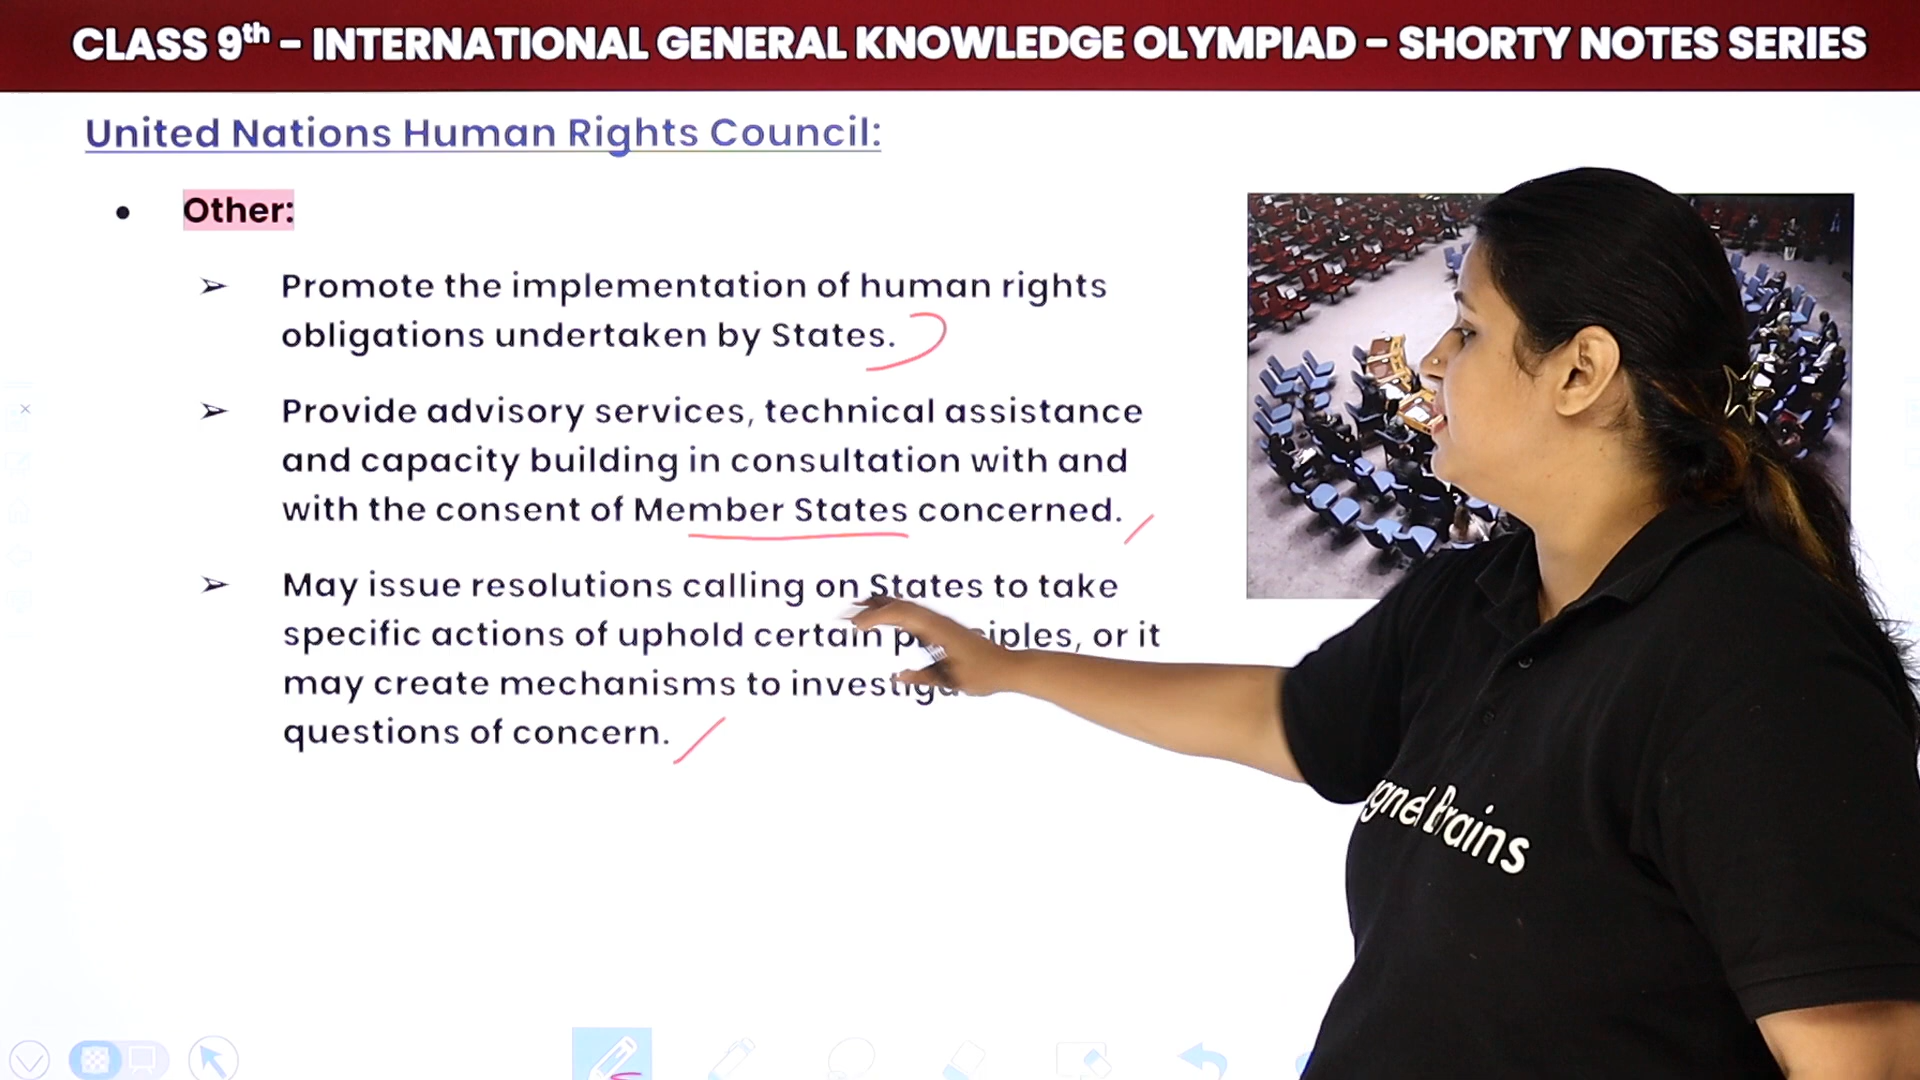 CLASS 9th – INTERNATIONAL GENERAL KNOWLEDGE OLYMPIAD – SHORTY NOTES SERIES
United Nations Human Rights Council:
• Other:
➢ Promote the implementation of human rights
obligations undertaken by States.
➢ Provide advisory services, technical assistance
and capacity building in consultation with and
with the consent of Member States concerned.
➢ May issue resolutions calling on States to take
specific actions of uphold certain principles, or it
may create mechanisms to
questions of concern.
Brains